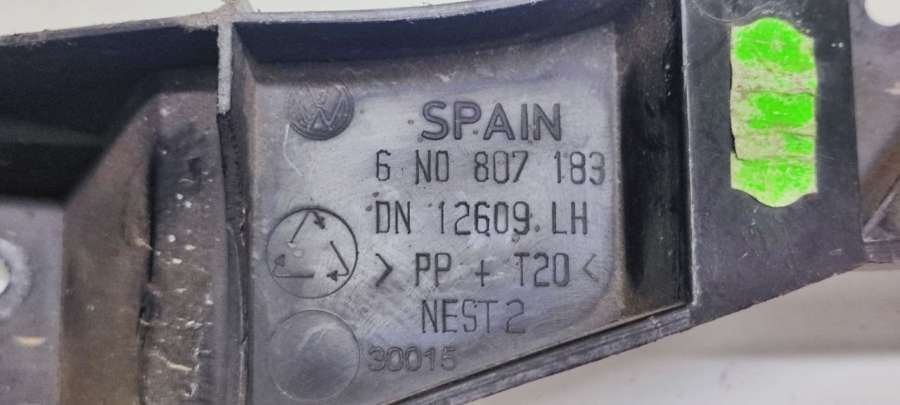 SPAIN
6 N0 807 183
DN 12609 LH
> PP + T20 <
NEST 2
30015